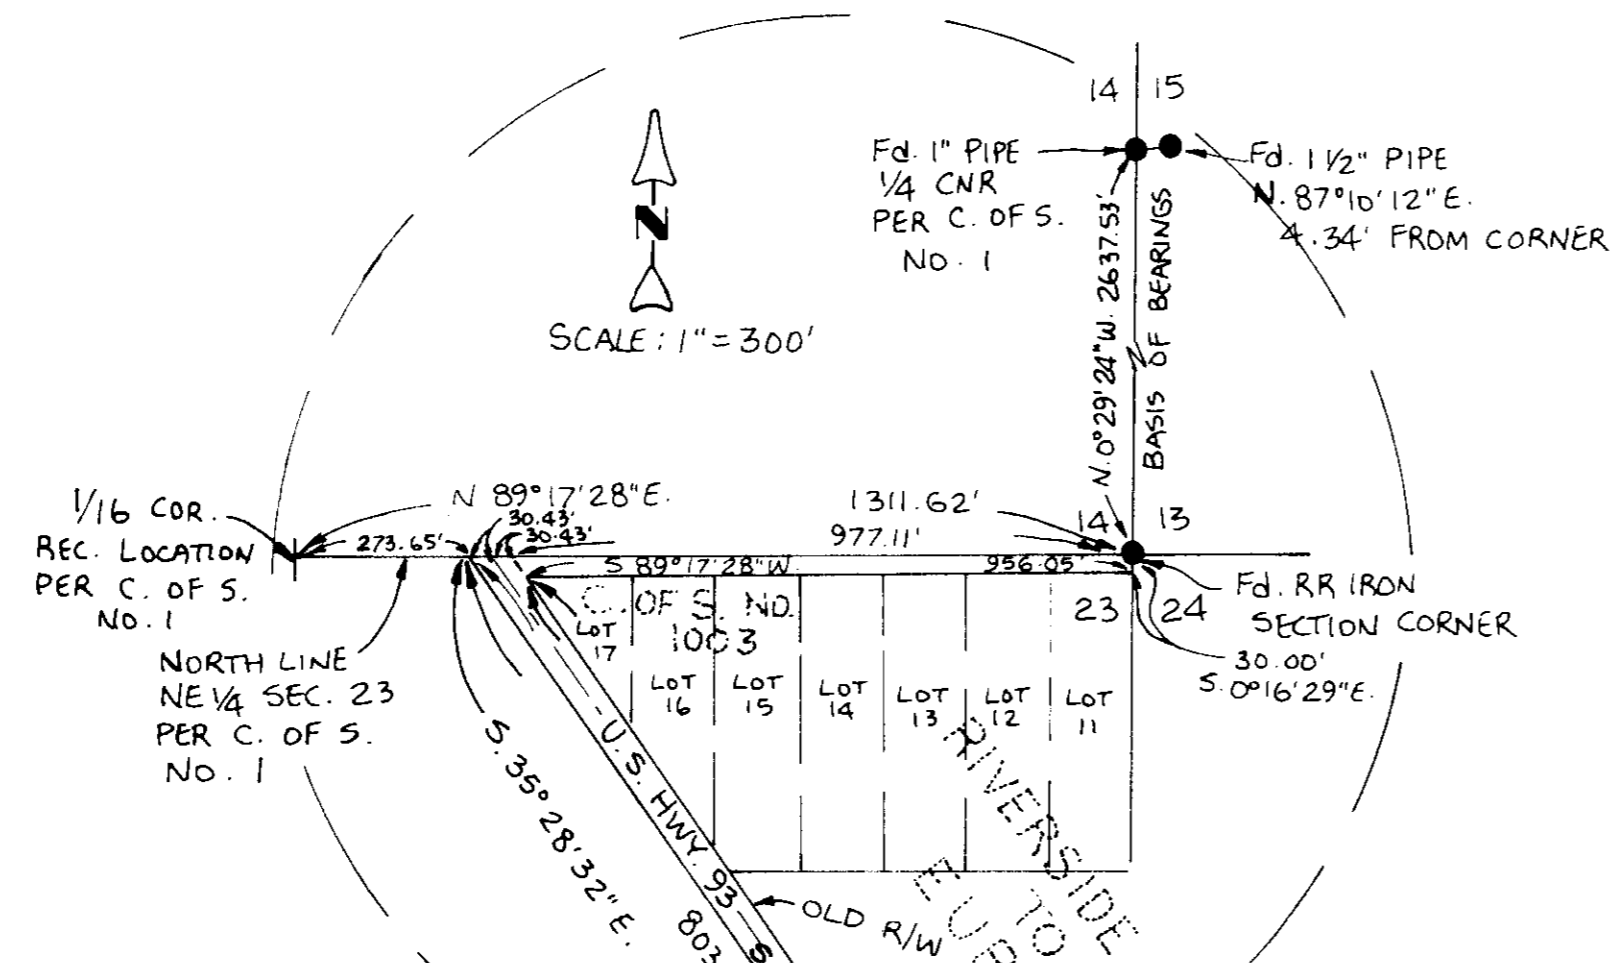 14 15
Fd. 1" PIPE
1/4 CNR
PER C. OF S.
NO. 1
Fd. 1 1/2" PIPE
N. 87°10'12"E.
4.34' FROM CORNER
N
SCALE: 1"=300'
N.0°29'24"W. 2637.53'
BASIS OF BEARINGS
1/16 COR.
REC. LOCATION
PER C. OF S.
NO. 1
N 89°17'28"E.
30.43'
30.43'
273.65'
1311.62'
977.11'
14 13
S 89°17'28"W.
956.05'
23 24
Fd. RR IRON
SECTION CORNER
30.00'
S. 0°16'29"E.
NORTH LINE
NE 1/4 SEC. 23
PER C. OF S.
NO. 1
C. OF S. NO.
1003
LOT
17
LOT
16
LOT
15
LOT
14
LOT
13
LOT
12
LOT
11
S. 35°28'32"E.
803
U.S. HWY. 93 S
OLD R/W
RIVERSIDE
TO